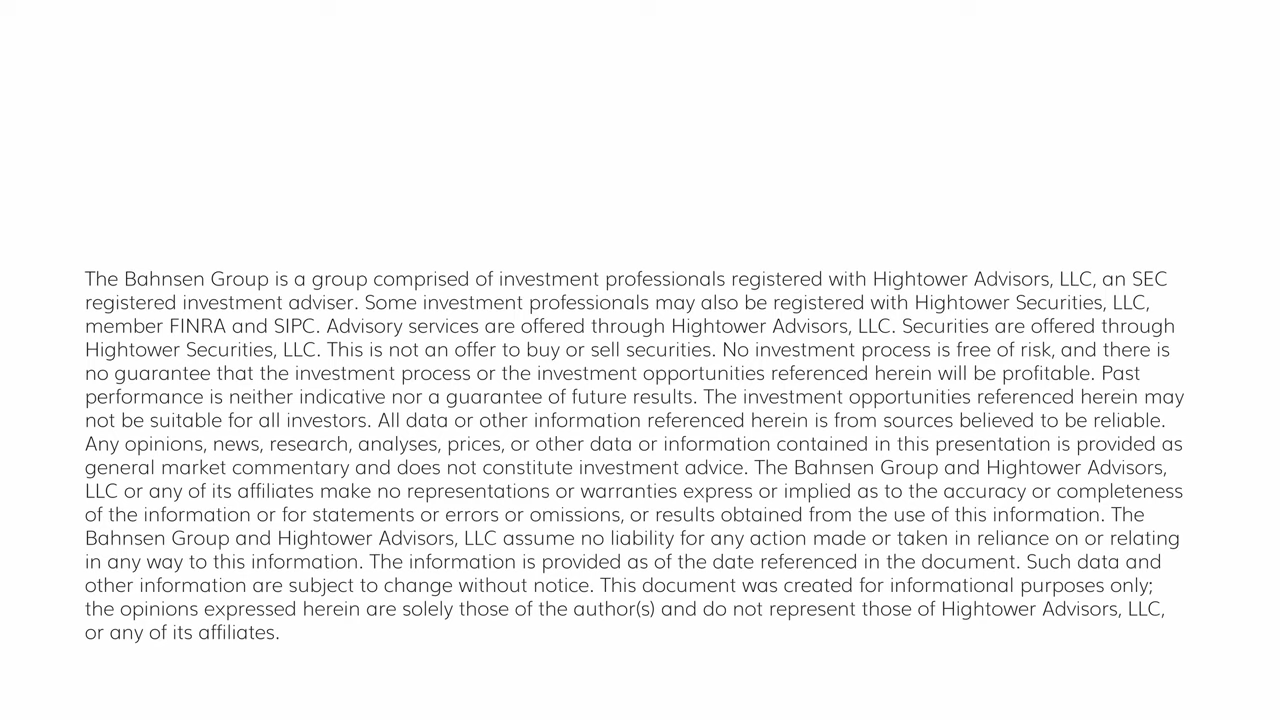 The Bahnsen Group is a group comprised of investment professionals registered with Hightower Advisors, LLC, an SEC
registered investment adviser. Some investment professionals may also be registered with Hightower Securities, LLC,
member FINRA and SIPC. Advisory services are offered through Hightower Advisors, LLC. Securities are offered through
Hightower Securities, LLC. This is not an offer to buy or sell securities. No investment process is free of risk, and there is
no guarantee that the investment process or the investment opportunities referenced herein will be profitable. Past
performance is neither indicative nor a guarantee of future results. The investment opportunities referenced herein may
not be suitable for all investors. All data or other information referenced herein is from sources believed to be reliable.
Any opinions, news, research, analyses, prices, or other data or information contained in this presentation is provided as
general market commentary and does not constitute investment advice. The Bahnsen Group and Hightower Advisors,
LLC or any of its affiliates make no representations or warranties express or implied as to the accuracy or completeness
of the information or for statements or errors or omissions, or results obtained from the use of this information. The
Bahnsen Group and Hightower Advisors, LLC assume no liability for any action made or taken in reliance on or relating
in any way to this information. The information is provided as of the date referenced in the document. Such data and
other information are subject to change without notice. This document was created for informational purposes only;
the opinions expressed herein are solely those of the author(s) and do not represent those of Hightower Advisors, LLC,
or any of its affiliates.